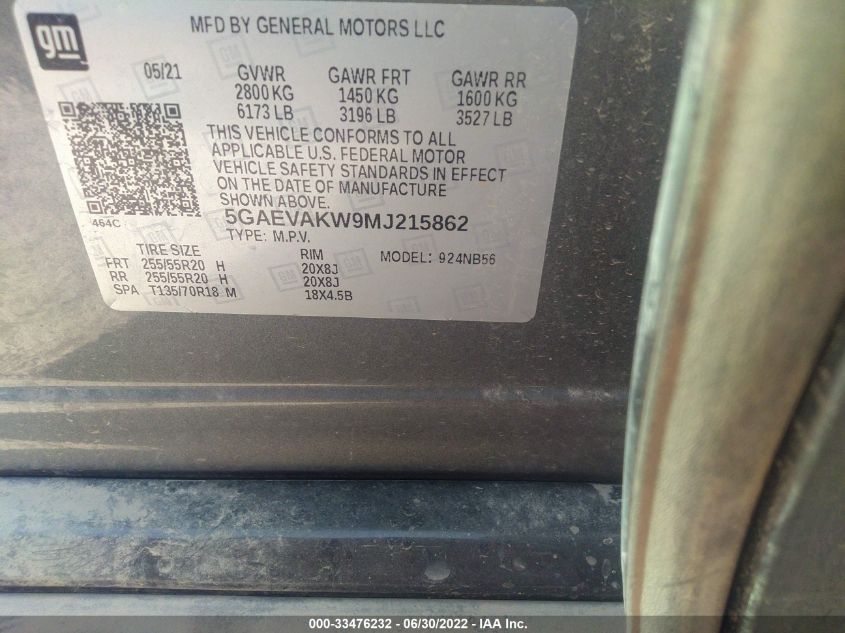 gm
MFD BY GENERAL MOTORS LLC
05/21 GVWR GAWR FRT GAWR RR
2800 KG 1450 KG 1600 KG
6173 LB 3196 LB 3527 LB
THIS VEHICLE CONFORMS TO ALL
APPLICABLE U.S. FEDERAL MOTOR
VEHICLE SAFETY STANDARDS IN EFFECT
ON THE DATE OF MANUFACTURE
SHOWN ABOVE.
464C 5GAEVAKW9MJ215862
TYPE: M.P.V.
TIRE SIZE RIM MODEL: 924NB56
FRT 255/55R20 H 20X8J
RR 255/55R20 H 20X8J
SPA T135/70R18 M 18X4.5B
000-33476232 - 06/30/2022 - IAA Inc.